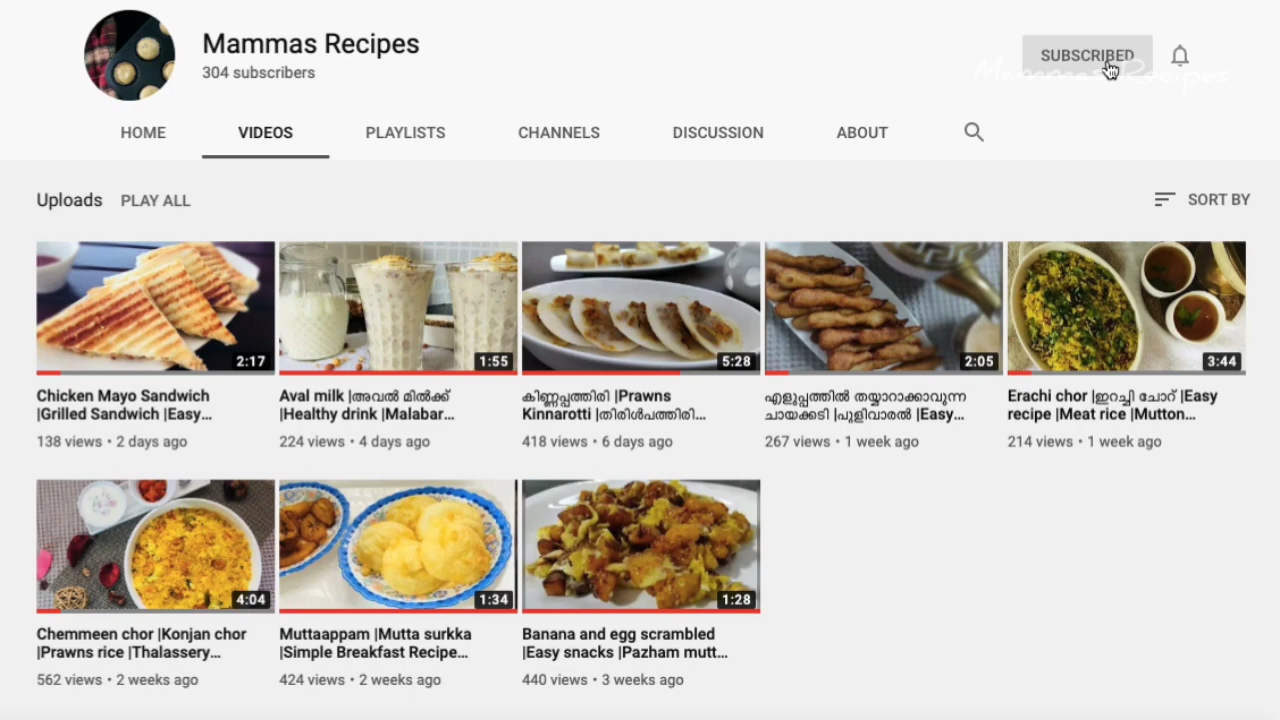 Mammas Recipes
304 subscribers
SUBSCRIBED
Mammas Recipes
HOME VIDEOS PLAYLISTS CHANNELS DISCUSSION ABOUT
Uploads PLAY ALL SORT BY
2:17 1:55 5:28 2:05 3:44
Chicken Mayo Sandwich
|Grilled Sandwich |Easy...
138 views • 2 days ago
Aval milk |അവൽ മിൽക്ക്
|Healthy drink |Malabar...
224 views • 4 days ago
കിണ്ണപ്പത്തിരി |Prawns
Kinnarotti |തിരിൾപത്തിരി...
418 views • 6 days ago
എളുപ്പത്തിൽ തയ്യാറാക്കാവുന്ന
ചായക്കടി |പുളിവാരൽ |Easy...
267 views • 1 week ago
Erachi chor |ഇറച്ചി ചോറ് |Easy
recipe |Meat rice |Mutton...
214 views • 1 week ago
4:04 1:34 1:28
Chemmeen chor |Konjan chor
|Prawns rice |Thalassery...
562 views • 2 weeks ago
Muttaappam |Mutta surkka
|Simple Breakfast Recipe...
424 views • 2 weeks ago
Banana and egg scrambled
|Easy snacks |Pazham mutt...
440 views • 3 weeks ago